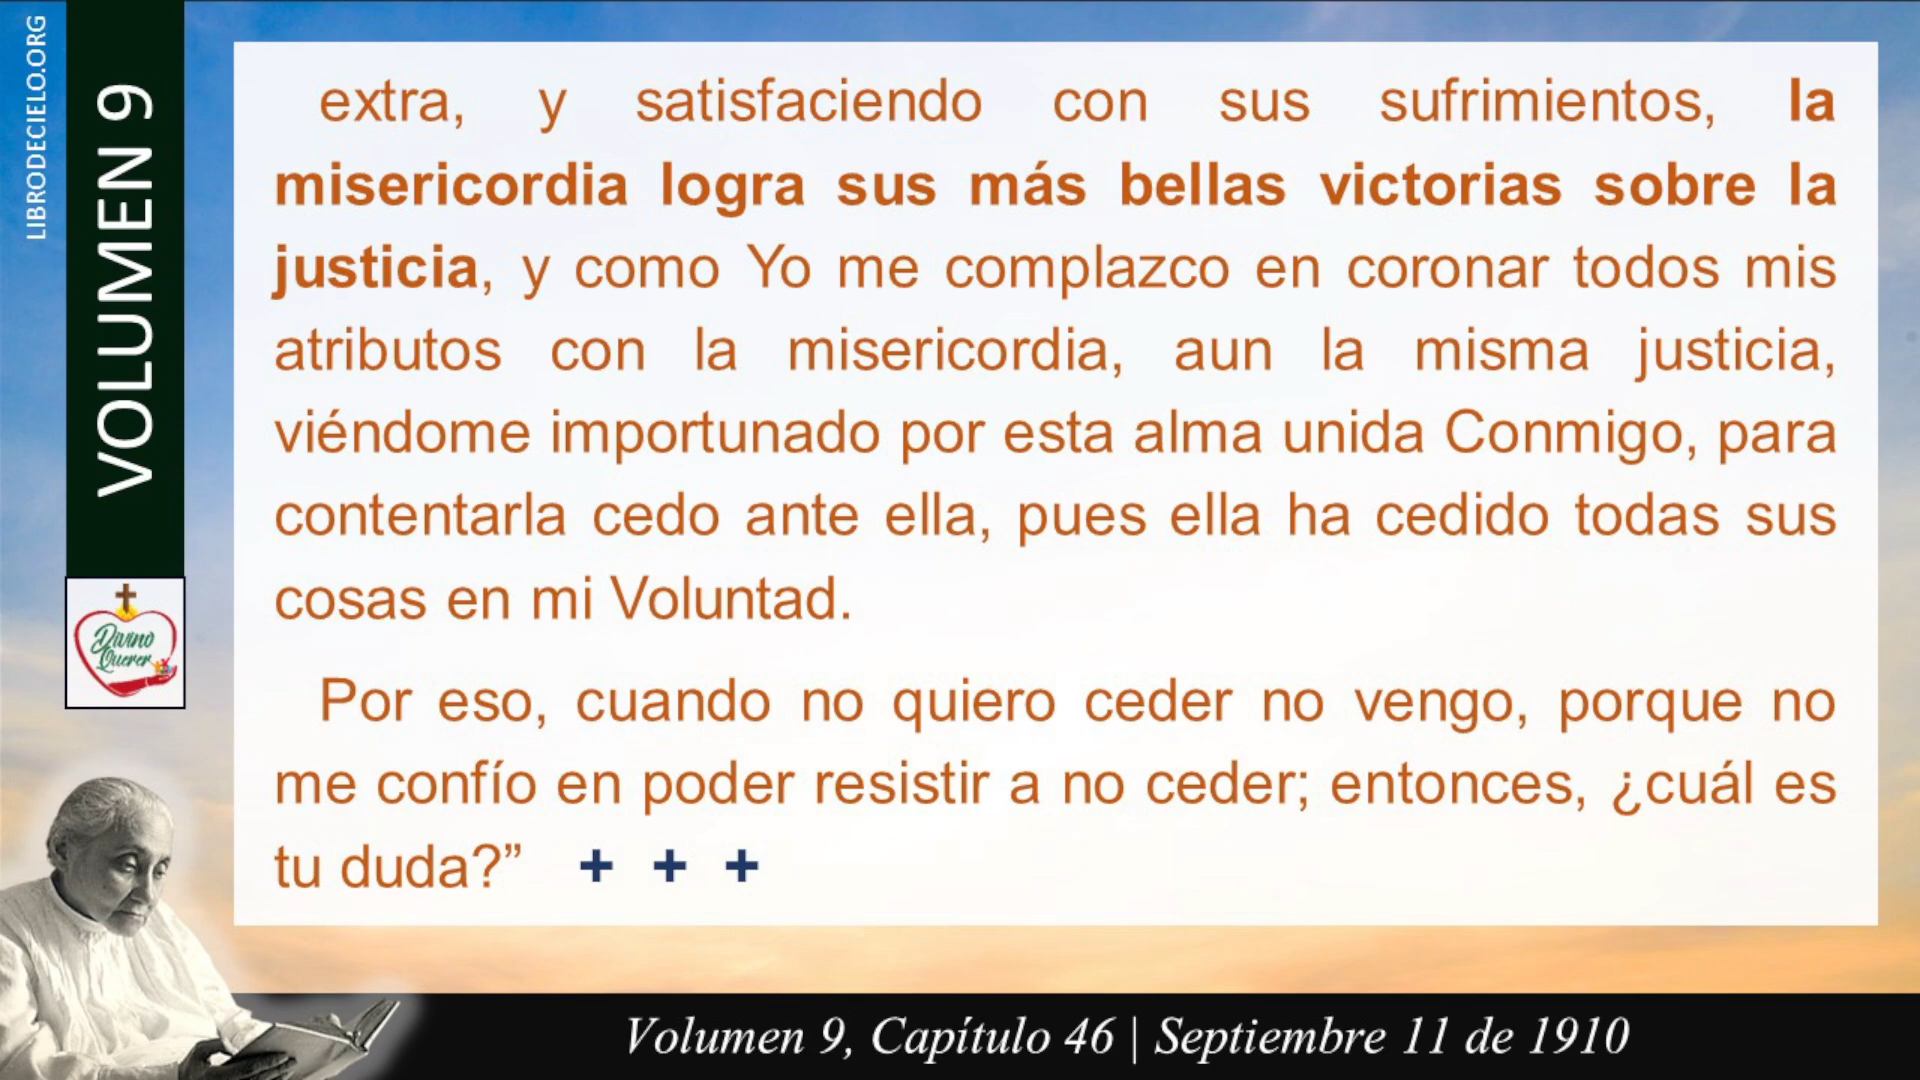 LIBRODECIELO.ORG
VOLUMEN 9
Divino
Querer
extra, y satisfaciendo con sus sufrimientos, la
misericordia logra sus más bellas victorias sobre la
justicia, y como Yo me complazco en coronar todos mis
atributos con la misericordia, aun la misma justicia,
viéndome importunado por esta alma unida Conmigo, para
contentarla cedo ante ella, pues ella ha cedido todas sus
cosas en mi Voluntad.
Por eso, cuando no quiero ceder no vengo, porque no
me confío en poder resistir a no ceder; entonces, ¿cuál es
tu duda?” + + +
Volumen 9, Capítulo 46 | Septiembre 11 de 1910